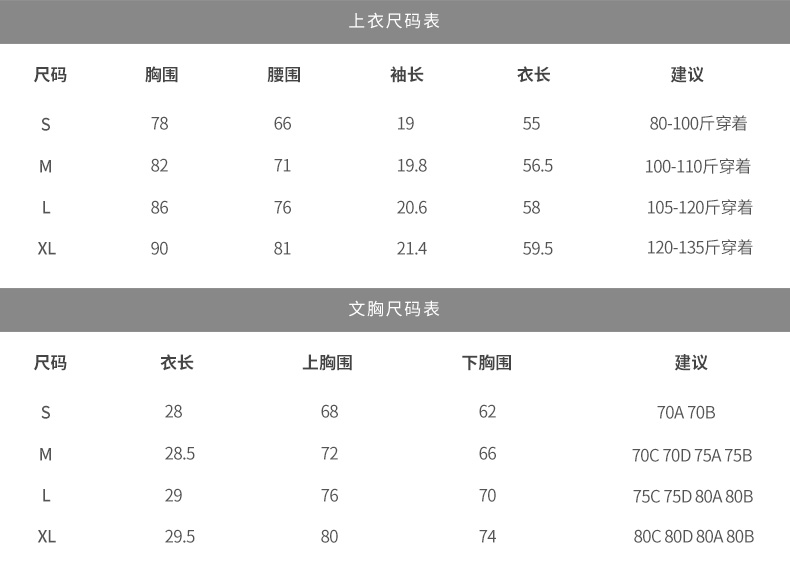 上衣尺码表
尺码 胸围 腰围 袖长 衣长 建议
S 78 66 19 55 80-100斤穿着
M 82 71 19.8 56.5 100-110斤穿着
L 86 76 20.6 58 105-120斤穿着
XL 90 81 21.4 59.5 120-135斤穿着
文胸尺码表
尺码 衣长 上胸围 下胸围 建议
S 28 68 62 70A 70B
M 28.5 72 66 70C 70D 75A 75B
L 29 76 70 75C 75D 80A 80B
XL 29.5 80 74 80C 80D 80A 80B